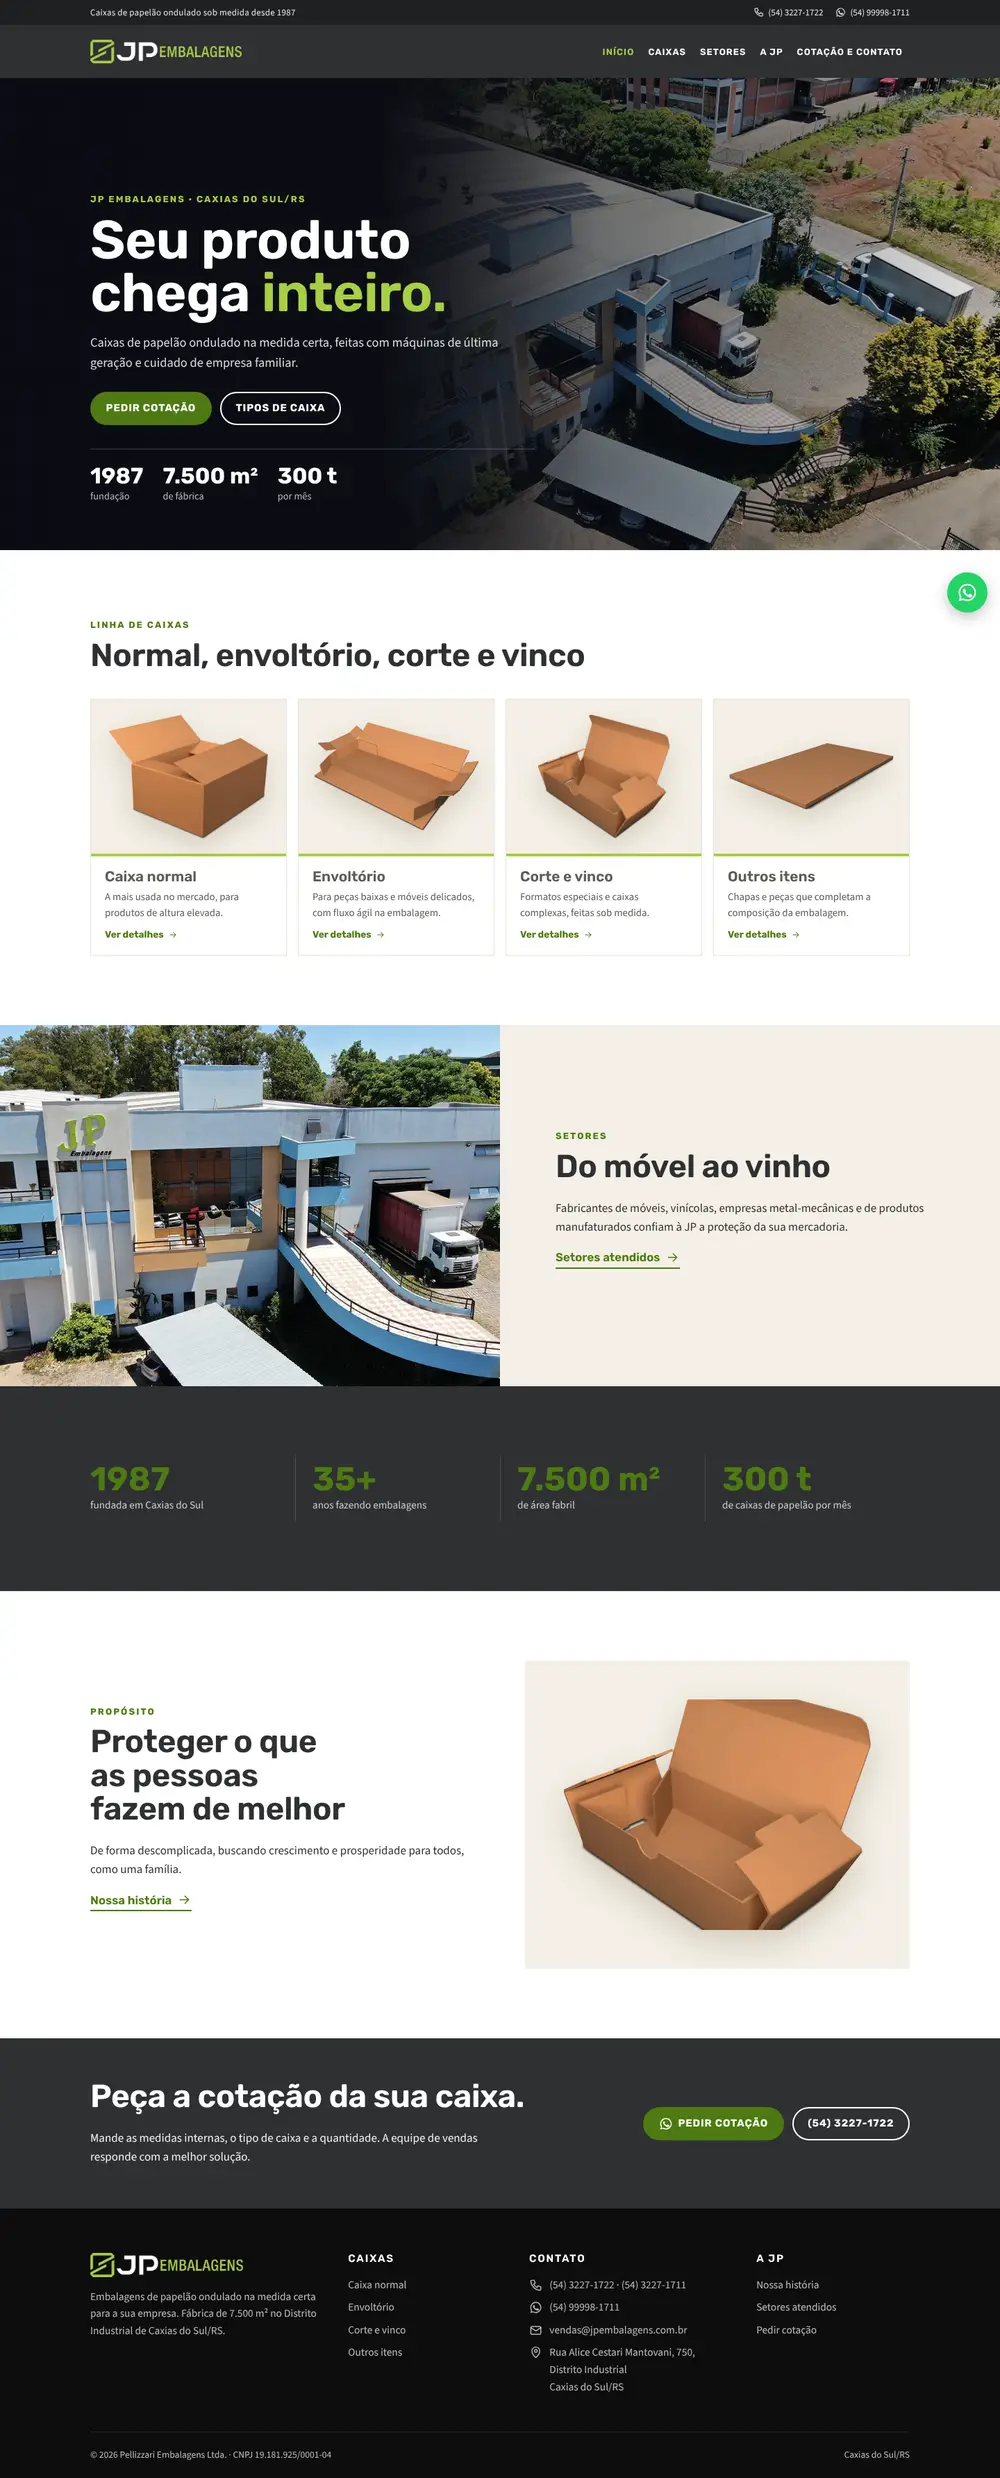 Caixas de papelão ondulado sob medida desde 1987
(54) 3227-1722
(54) 99998-1711
JP EMBALAGENS
INÍCIO
CAIXAS
SETORES
A JP
COTAÇÃO E CONTATO
JP EMBALAGENS · CAXIAS DO SUL/RS
Seu produto
chega inteiro.
Caixas de papelão ondulado na medida certa, feitas com máquinas de última
geração e cuidado de empresa familiar.
PEDIR COTAÇÃO
TIPOS DE CAIXA
1987
fundação
7.500 m²
de fábrica
300 t
por mês
LINHA DE CAIXAS
Normal, envoltório, corte e vinco
Caixa normal
A mais usada no mercado, para
produtos de altura elevada.
Ver detalhes
Envoltório
Para peças baixas e móveis delicados,
com fluxo ágil na embalagem.
Ver detalhes
Corte e vinco
Formatos especiais e caixas
complexas, feitas sob medida.
Ver detalhes
Outros itens
Chapas e peças que completam a
composição da embalagem.
Ver detalhes
JP
Embalagens
SETORES
Do móvel ao vinho
Fabricantes de móveis, vinícolas, empresas metal-mecânicas e de produtos
manufaturados confiam à JP a proteção da sua mercadoria.
Setores atendidos
1987
fundada em Caxias do Sul
35+
anos fazendo embalagens
7.500 m²
de área fabril
300 t
de caixas de papelão por mês
PROPÓSITO
Proteger o que
as pessoas
fazem de melhor
De forma descomplicada, buscando crescimento e prosperidade para todos,
como uma família.
Nossa história
Peça a cotação da sua caixa.
Mande as medidas internas, o tipo de caixa e a quantidade. A equipe de vendas
responde com a melhor solução.
PEDIR COTAÇÃO
(54) 3227-1722
JP EMBALAGENS
Embalagens de papelão ondulado na medida certa
para a sua empresa. Fábrica de 7.500 m² no Distrito
Industrial de Caxias do Sul/RS.
CAIXAS
Caixa normal
Envoltório
Corte e vinco
Outros itens
CONTATO
(54) 3227-1722 · (54) 3227-1711
(54) 99998-1711
vendas@jpembalagens.com.br
Rua Alice Cestari Mantovani, 750,
Distrito Industrial
Caxias do Sul/RS
A JP
Nossa história
Setores atendidos
Pedir cotação
© 2026 Pellizzari Embalagens Ltda. · CNPJ 19.181.925/0001-04
Caxias do Sul/RS